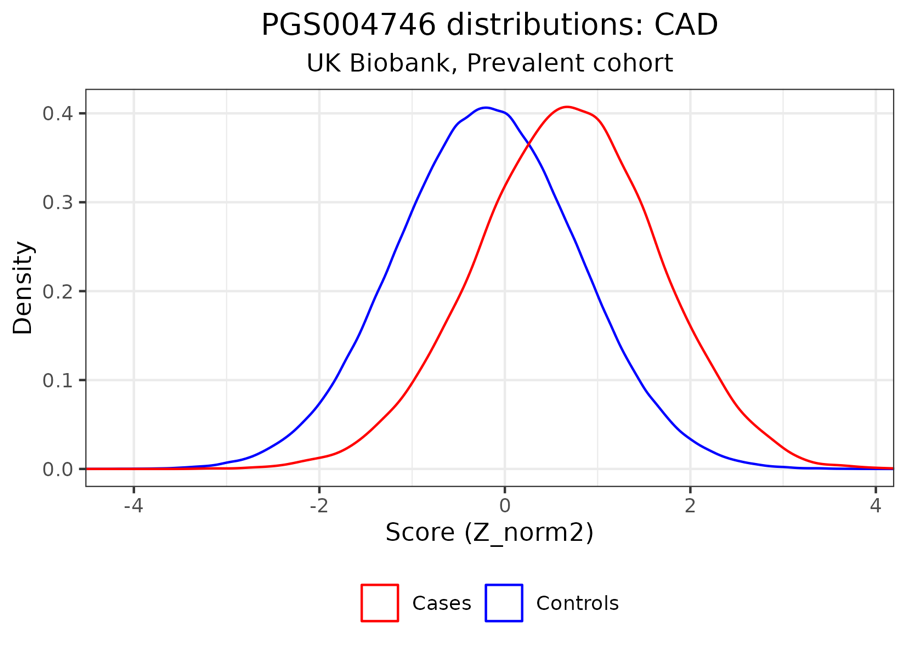 PGS004746 distributions: CAD
UK Biobank, Prevalent cohort
0.4
0.3
0.2
0.1
0.0
Density
-4 -2 0 2 4
Score (Z_norm2)
Cases Controls